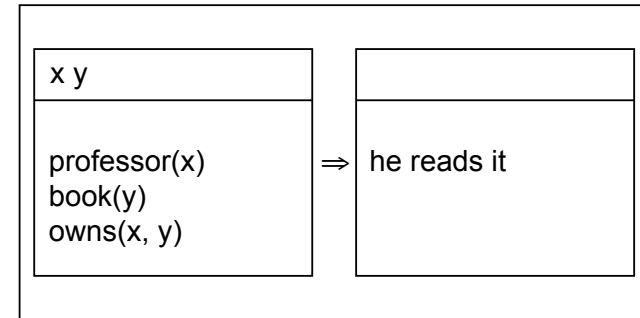 x y
professor(x)
book(y)
owns(x, y)
⇒
he reads it